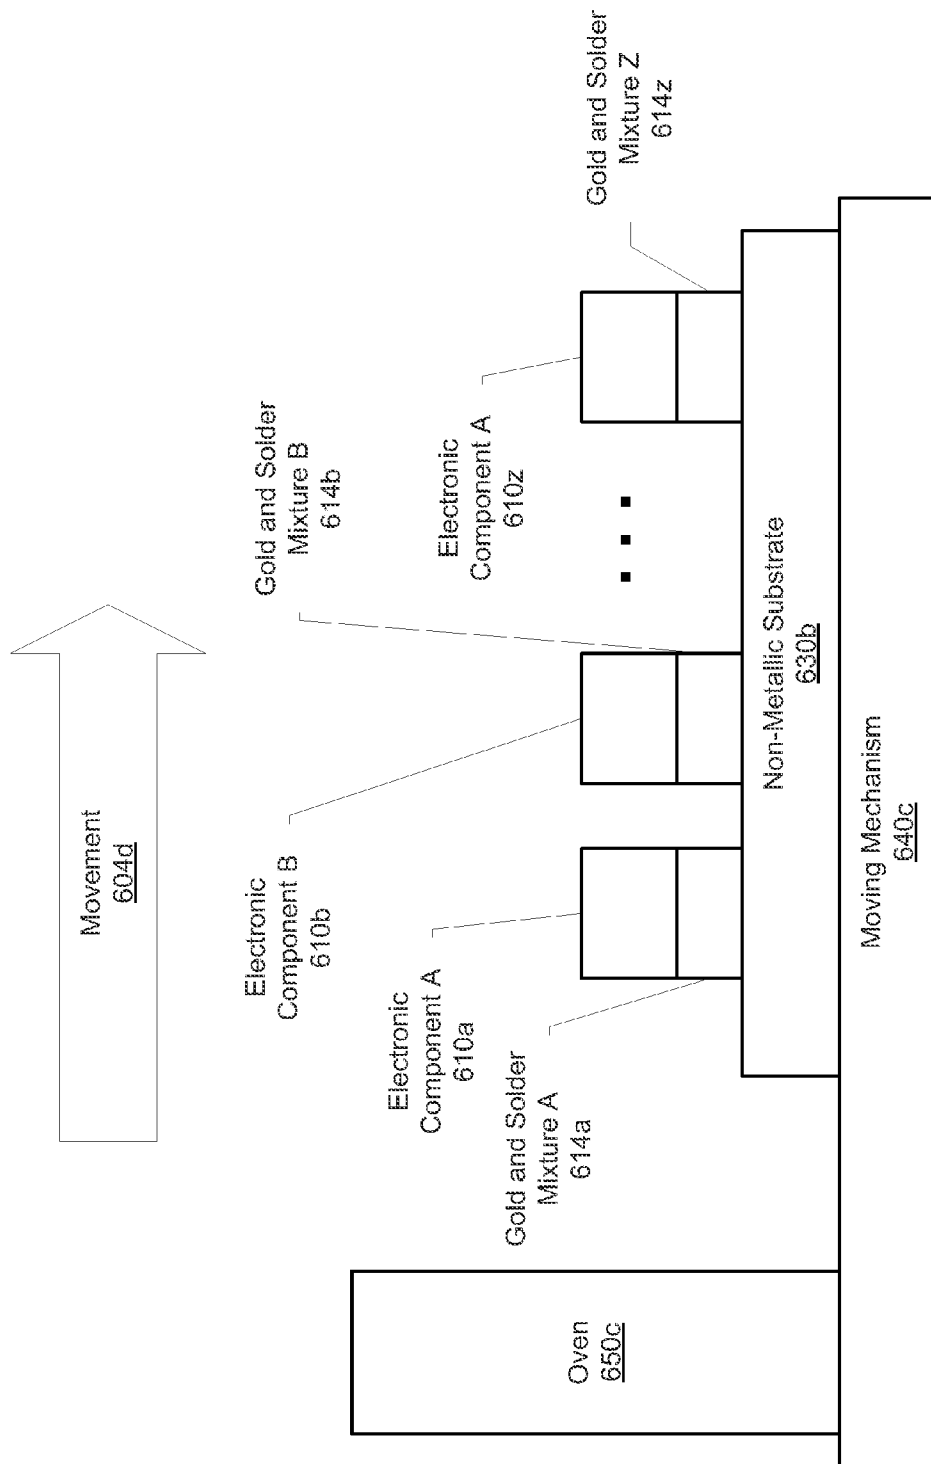 Movement
604d
Gold and Solder
Mixture B
614b
Gold and Solder
Mixture Z
614z
Electronic
Component B
610b
Electronic
Component A
610z
Electronic
Component A
610a
Gold and Solder
Mixture A
614a
Oven
650c
Non-Metallic Substrate
630b
Moving Mechanism
640c